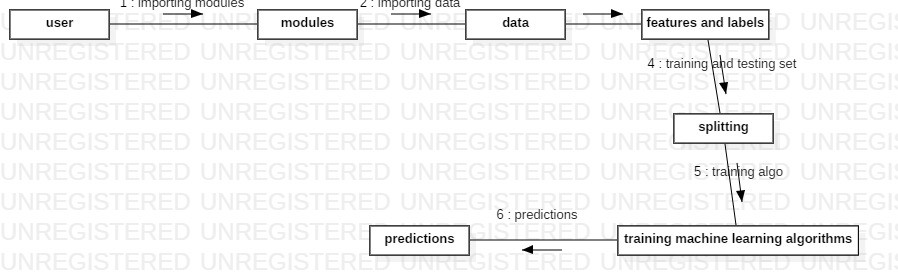 1 : importing modules
2 : importing data
user
modules
data
features and labels
4 : training and testing set
splitting
5 : training algo
6 : predictions
predictions
training machine learning algorithms
UNREGISTERED